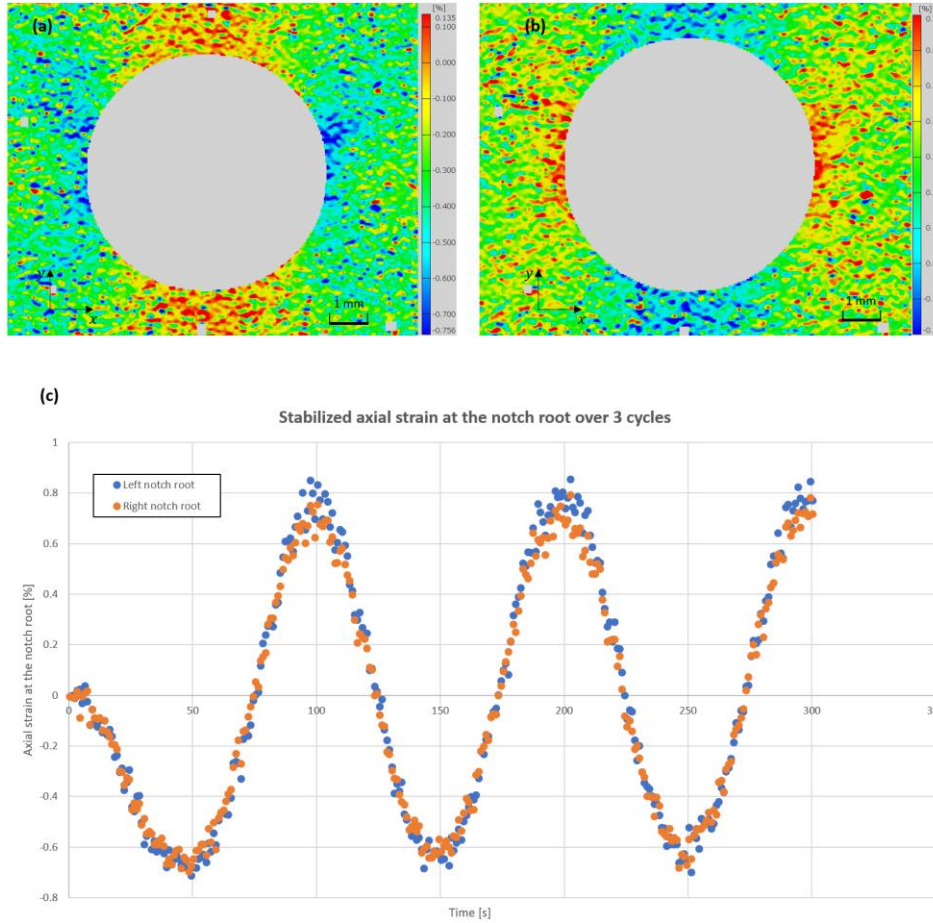 (a)
[%]
0.135
0.000
-0.100
-0.200
-0.300
-0.400
-0.500
-0.600
-0.700
-0.756
y
x
1 mm
(b)
[%]
y
x
1 mm
(c)
Stabilized axial strain at the notch root over 3 cycles
Axial strain at the notch root [%]
1
0.8
0.6
0.4
0.2
0
-0.2
-0.4
-0.6
-0.8
Left notch root
Right notch root
0
50
100
150
200
250
300
Time [s]